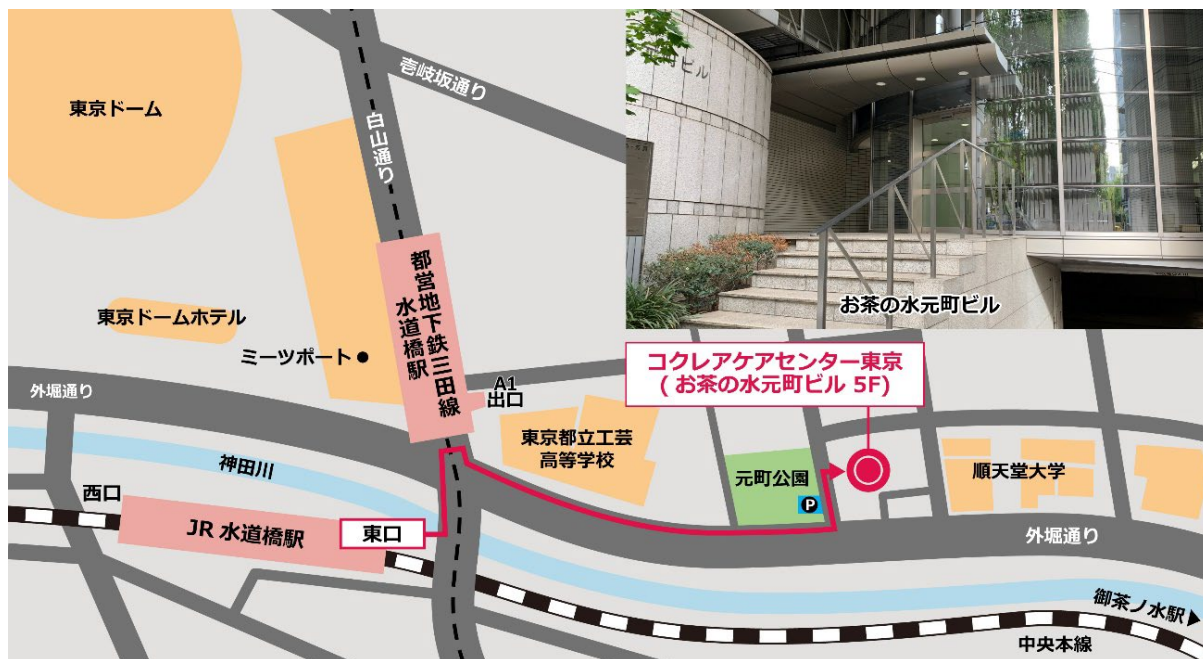 東京ドーム
壱岐坂通り
白山通り
ビル
お茶の水元町ビル
都営地下鉄三田線
水道橋駅
東京ドームホテル
ミーツポート
A1
出口
コクレアケアセンター東京
( お茶の水元町ビル 5F)
外堀通り
東京都立工芸
高等学校
神田川
元町公園
P
順天堂大学
西口
JR 水道橋駅
東口
外堀通り
御茶ノ水駅
中央本線